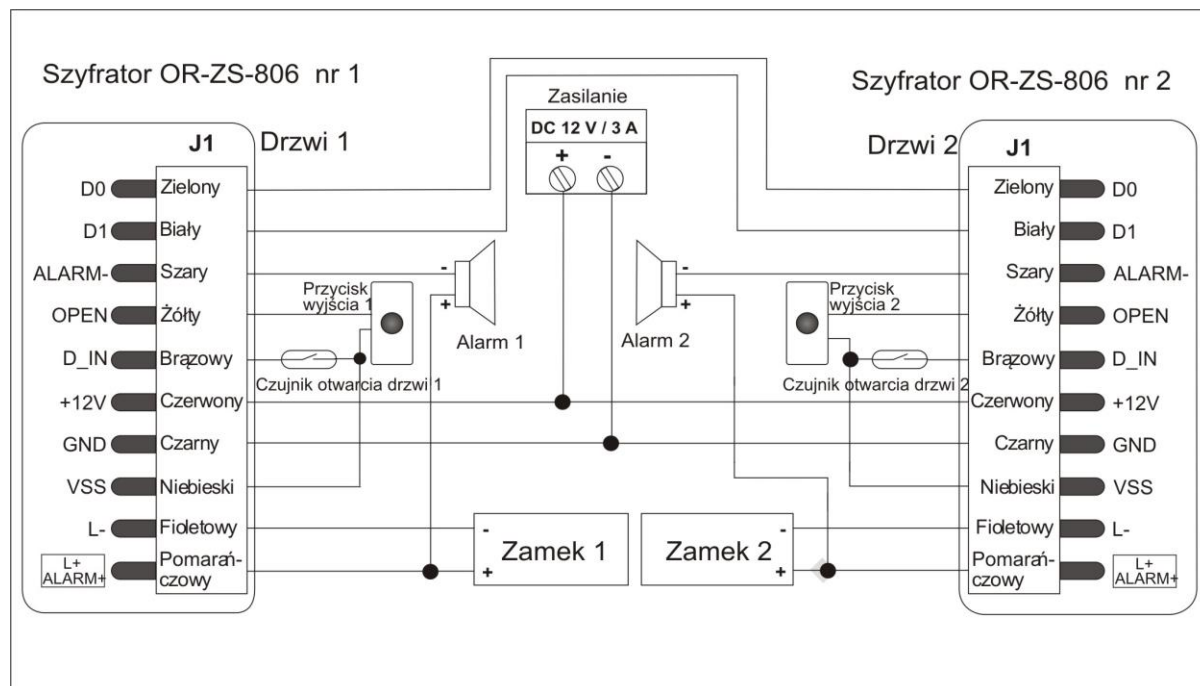 Szyfrator OR-ZS-806 nr 1
Zasilanie
DC 12 V / 3 A
+ -
Szyfrator OR-ZS-806 nr 2
J1
Drzwi 1
Drzwi 2
J1
D0
Zielony
D1
Biały
ALARM-
Szary
OPEN
Żółty
D_IN
Brązowy
+12V
Czerwony
GND
Czarny
VSS
Niebieski
L-
Fioletowy
L+
ALARM+
Pomarań-
czowy
Przycisk
wyjścia 1
Czujnik otwarcia drzwi 1
-
+
Alarm 1
-
+
Alarm 2
Przycisk
wyjścia 2
Czujnik otwarcia drzwi 2
-
Zamek 1
+
-
Zamek 2
+
Zielony
D0
Biały
D1
Szary
ALARM-
Żółty
OPEN
Brązowy
D_IN
Czerwony
+12V
Czarny
GND
Niebieski
VSS
Fioletowy
L-
Pomarań-
czowy
L+
ALARM+